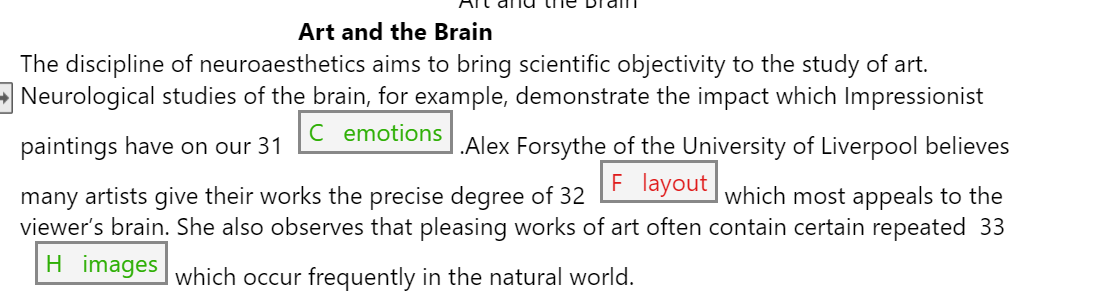 Art and the Brain
Art and the Brain
The discipline of neuroaesthetics aims to bring scientific objectivity to the study of art.
Neurological studies of the brain, for example, demonstrate the impact which Impressionist
paintings have on our 31 C emotions .Alex Forsythe of the University of Liverpool believes
many artists give their works the precise degree of 32 F layout which most appeals to the
viewer’s brain. She also observes that pleasing works of art often contain certain repeated 33
H images which occur frequently in the natural world.